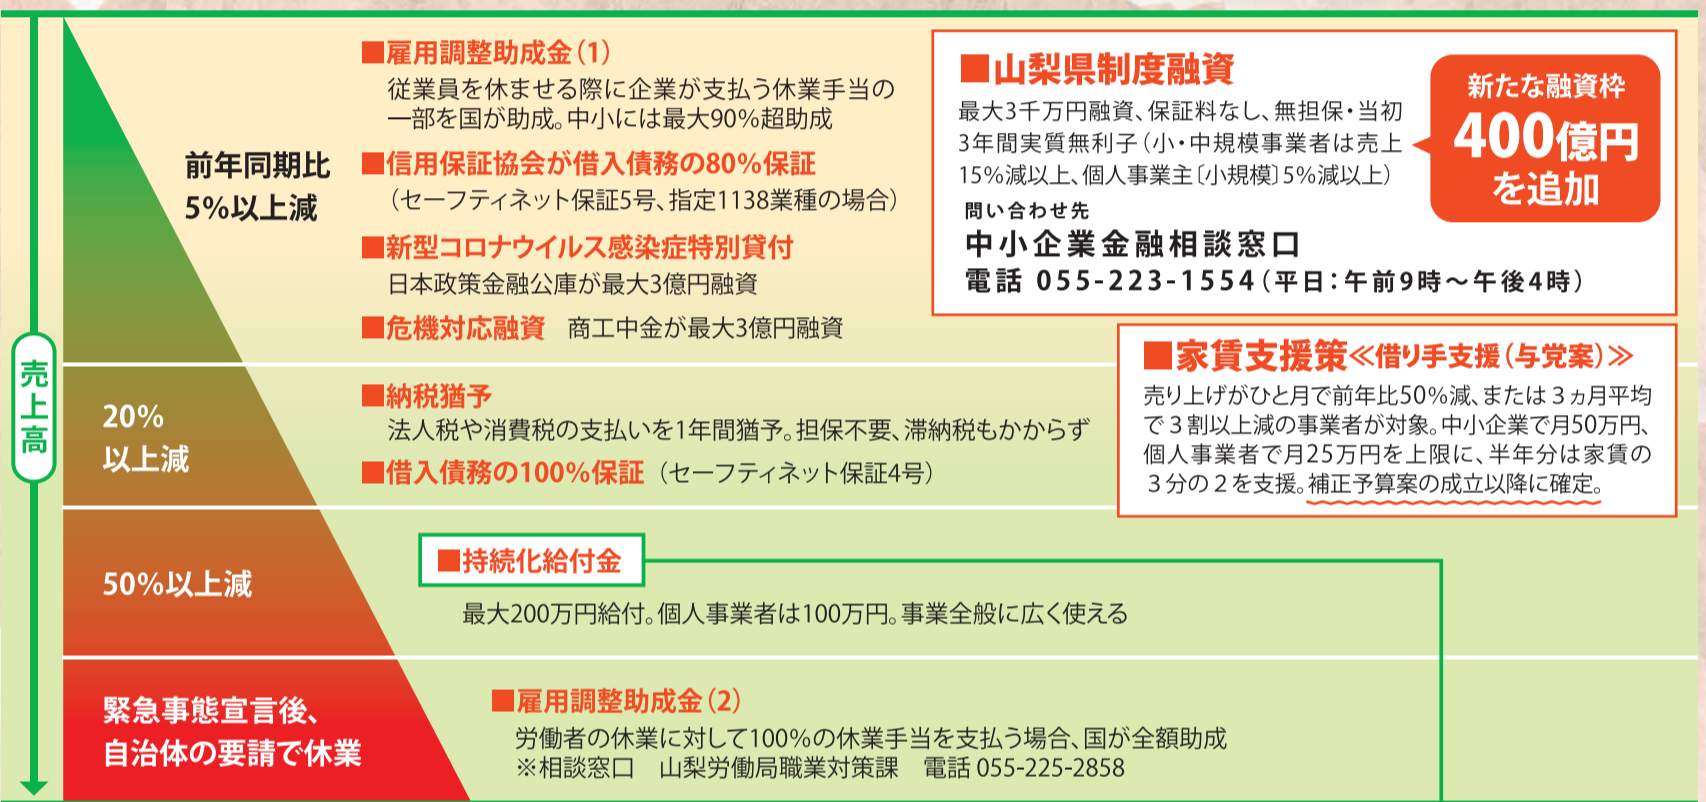 売上高
前年同期比
5%以上減
■雇用調整助成金(1)
従業員を休ませる際に企業が支払う休業手当の
一部を国が助成。中小には最大90%超助成
■信用保証協会が借入債務の80%保証
(セーフティネット保証5号、指定1138業種の場合)
■新型コロナウイルス感染症特別貸付
日本政策金融公庫が最大3億円融資
■危機対応融資 商工中金が最大3億円融資
■山梨県制度融資
最大3千万円融資、保証料なし、無担保・当初
3年間実質無利子(小・中規模事業者は売上
15%減以上、個人事業主〔小規模〕5%減以上)
問い合わせ先
中小企業金融相談窓口
電話 055-223-1554(平日:午前9時〜午後4時)
新たな融資枠
400億円
を追加
20%
以上減
■納税猶予
法人税や消費税の支払いを1年間猶予。担保不要、滞納税もかからず
■借入債務の100%保証(セーフティネット保証4号)
■家賃支援策≪借り手支援(与党案)≫
売り上げがひと月で前年比50%減、または3ヵ月平均
で3割以上減の事業者が対象。中小企業で月50万円、
個人事業者で月25万円を上限に、半年分は家賃の
3分の2を支援。補正予算案の成立以降に確定。
50%以上減
■持続化給付金
最大200万円給付。個人事業者は100万円。事業全般に広く使える
緊急事態宣言後、
自治体の要請で休業
■雇用調整助成金(2)
労働者の休業に対して100%の休業手当を支払う場合、国が全額助成
※相談窓口 山梨労働局職業対策課 電話 055-225-2858